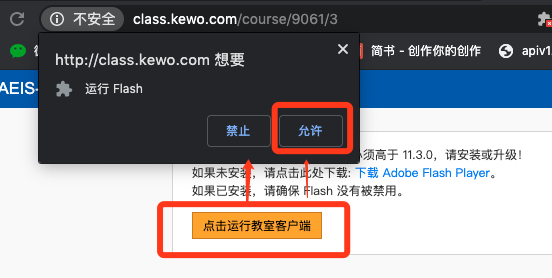 不安全 class.kewo.com/course/9061/3
简书 - 创作你的创作 apiv1
AEIS-
http://class.kewo.com 想要
运行 Flash
禁止 允许
须高于 11.3.0，请安装或升级！
如果未安装，请点击此处下载: 下载 Adobe Flash Player。
如果已安装，请确保 Flash 没有被禁用。
点击运行教室客户端